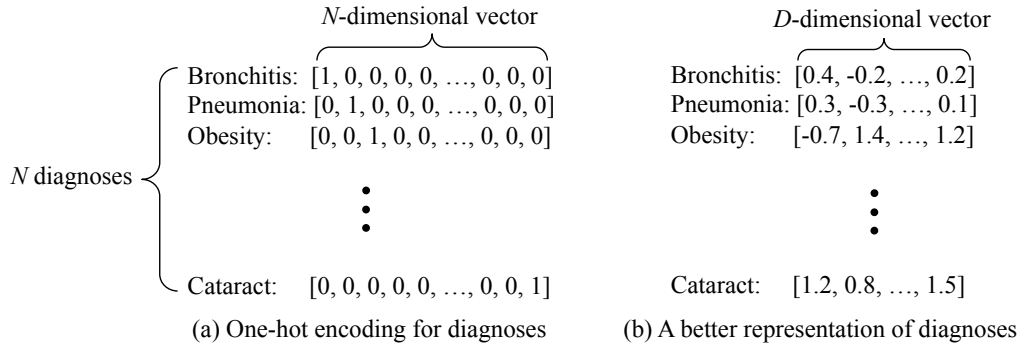 N-dimensional vector
Bronchitis: [1, 0, 0, 0, 0, …, 0, 0, 0]
Pneumonia: [0, 1, 0, 0, 0, …, 0, 0, 0]
Obesity: [0, 0, 1, 0, 0, …, 0, 0, 0]
N diagnoses
Cataract: [0, 0, 0, 0, 0, …, 0, 0, 1]
(a) One-hot encoding for diagnoses
D-dimensional vector
Bronchitis: [0.4, -0.2, …, 0.2]
Pneumonia: [0.3, -0.3, …, 0.1]
Obesity: [-0.7, 1.4, …, 1.2]
Cataract: [1.2, 0.8, …, 1.5]
(b) A better representation of diagnoses